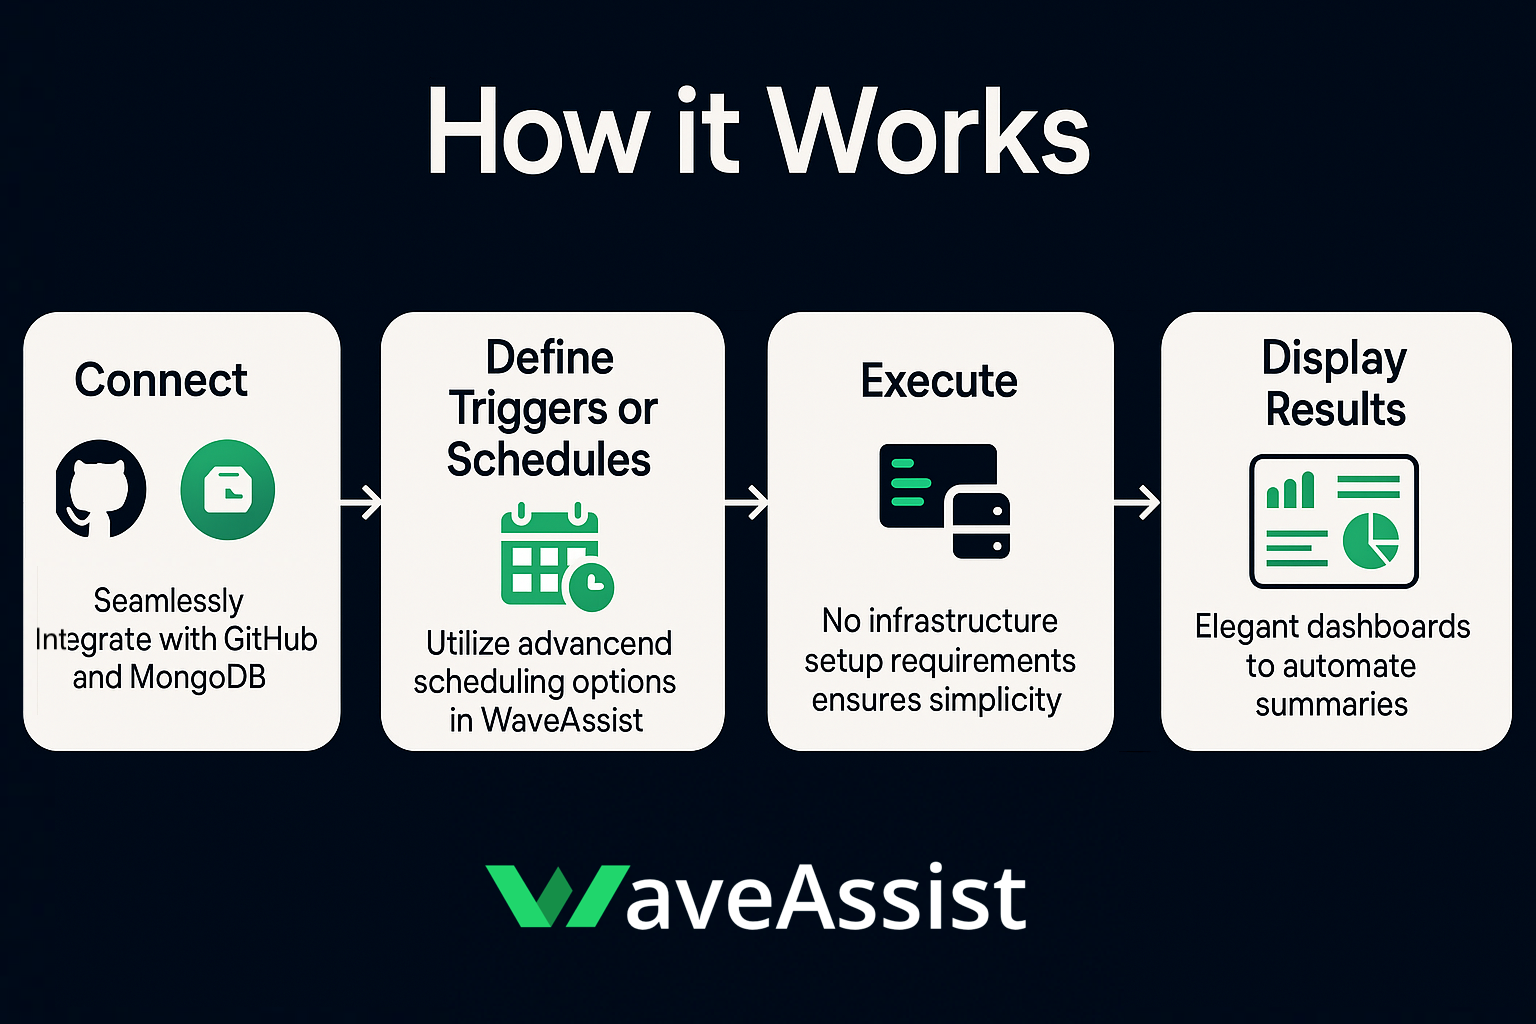 How it Works
Connect
Seamlessly
Integrate with GitHub
and MongoDB
Define
Triggers or
Schedules
Utilize advancend
scheduling options
in WaveAssist
Execute
No infrastructure
setup requirements
ensures simplicity
Display
Results
Elegant dashboards
to automate
summaries
WaveAssist